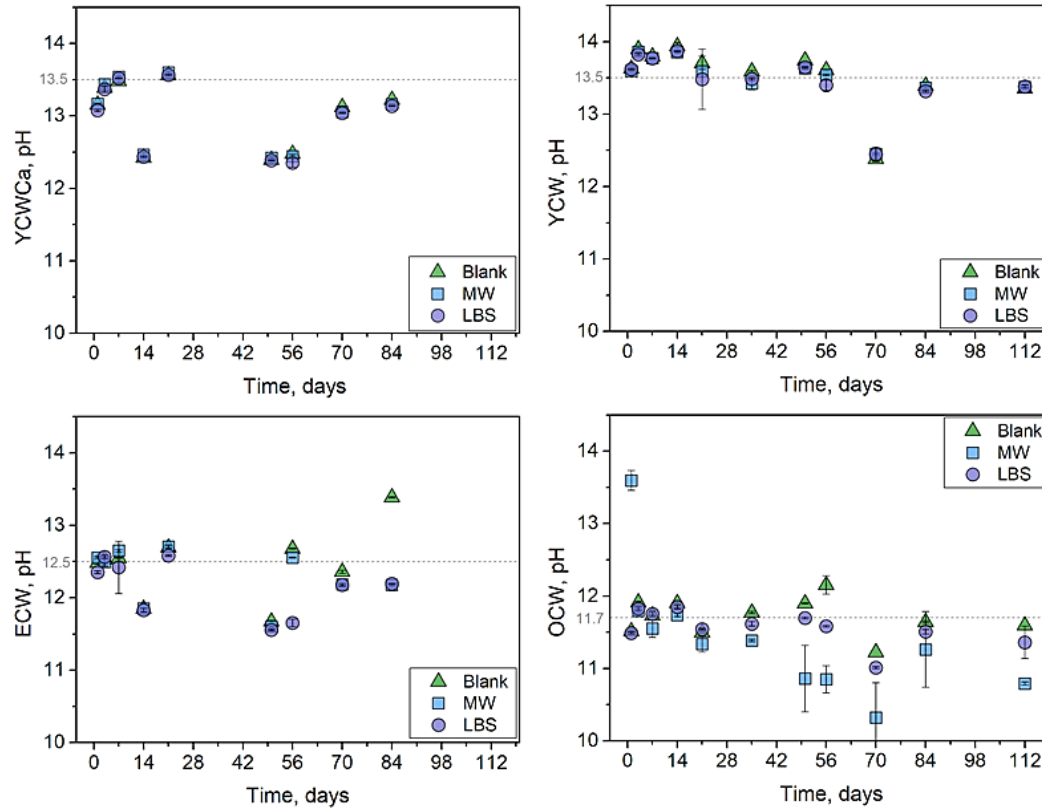 YCWCa, pH
14
13.5
13
12
11
10
Blank
MW
LBS
0 14 28 42 56 70 84 98 112
Time, days
YCW, pH
14
13.5
13
12
11
10
Blank
MW
LBS
0 14 28 42 56 70 84 98 112
Time, days
ECW, pH
14
13
12.5
12
11
10
Blank
MW
LBS
0 14 28 42 56 70 84 98 112
Time, days
OCW, pH
14
13
12
11.7
11
10
Blank
MW
LBS
0 14 28 42 56 70 84 98 112
Time, days